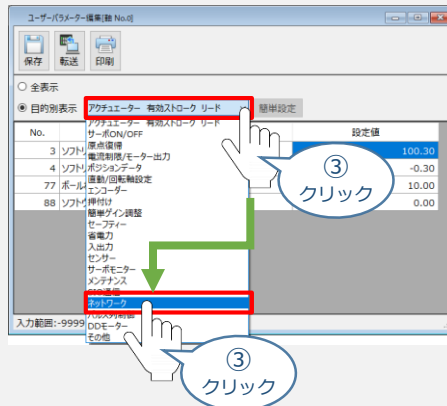 ユーザーパラメーター編集[軸 No.0]
保存 転送 印刷
全表示
目的別表示 アクチュエーター 有効ストローク リード 簡単設定
No. 設定値
3 ソフトリ 100.30
4 ソフトリ -0.30
77 ボール -10.00
88 ソフトウ 0.00
アクチュエーター 有効ストローク リード
サーボON/OFF
原点復帰
電流制限/モーター出力
ポジションデータ
直動/回転軸設定
エンコーダー
押付け
簡単ゲイン調整
セーフティー
省電力
入出力
センサー
サーボモニター
メンテナンス
ネットワーク
パルス列制御
DDモーター
その他
③
クリック
入力範囲:-9999
③
クリック